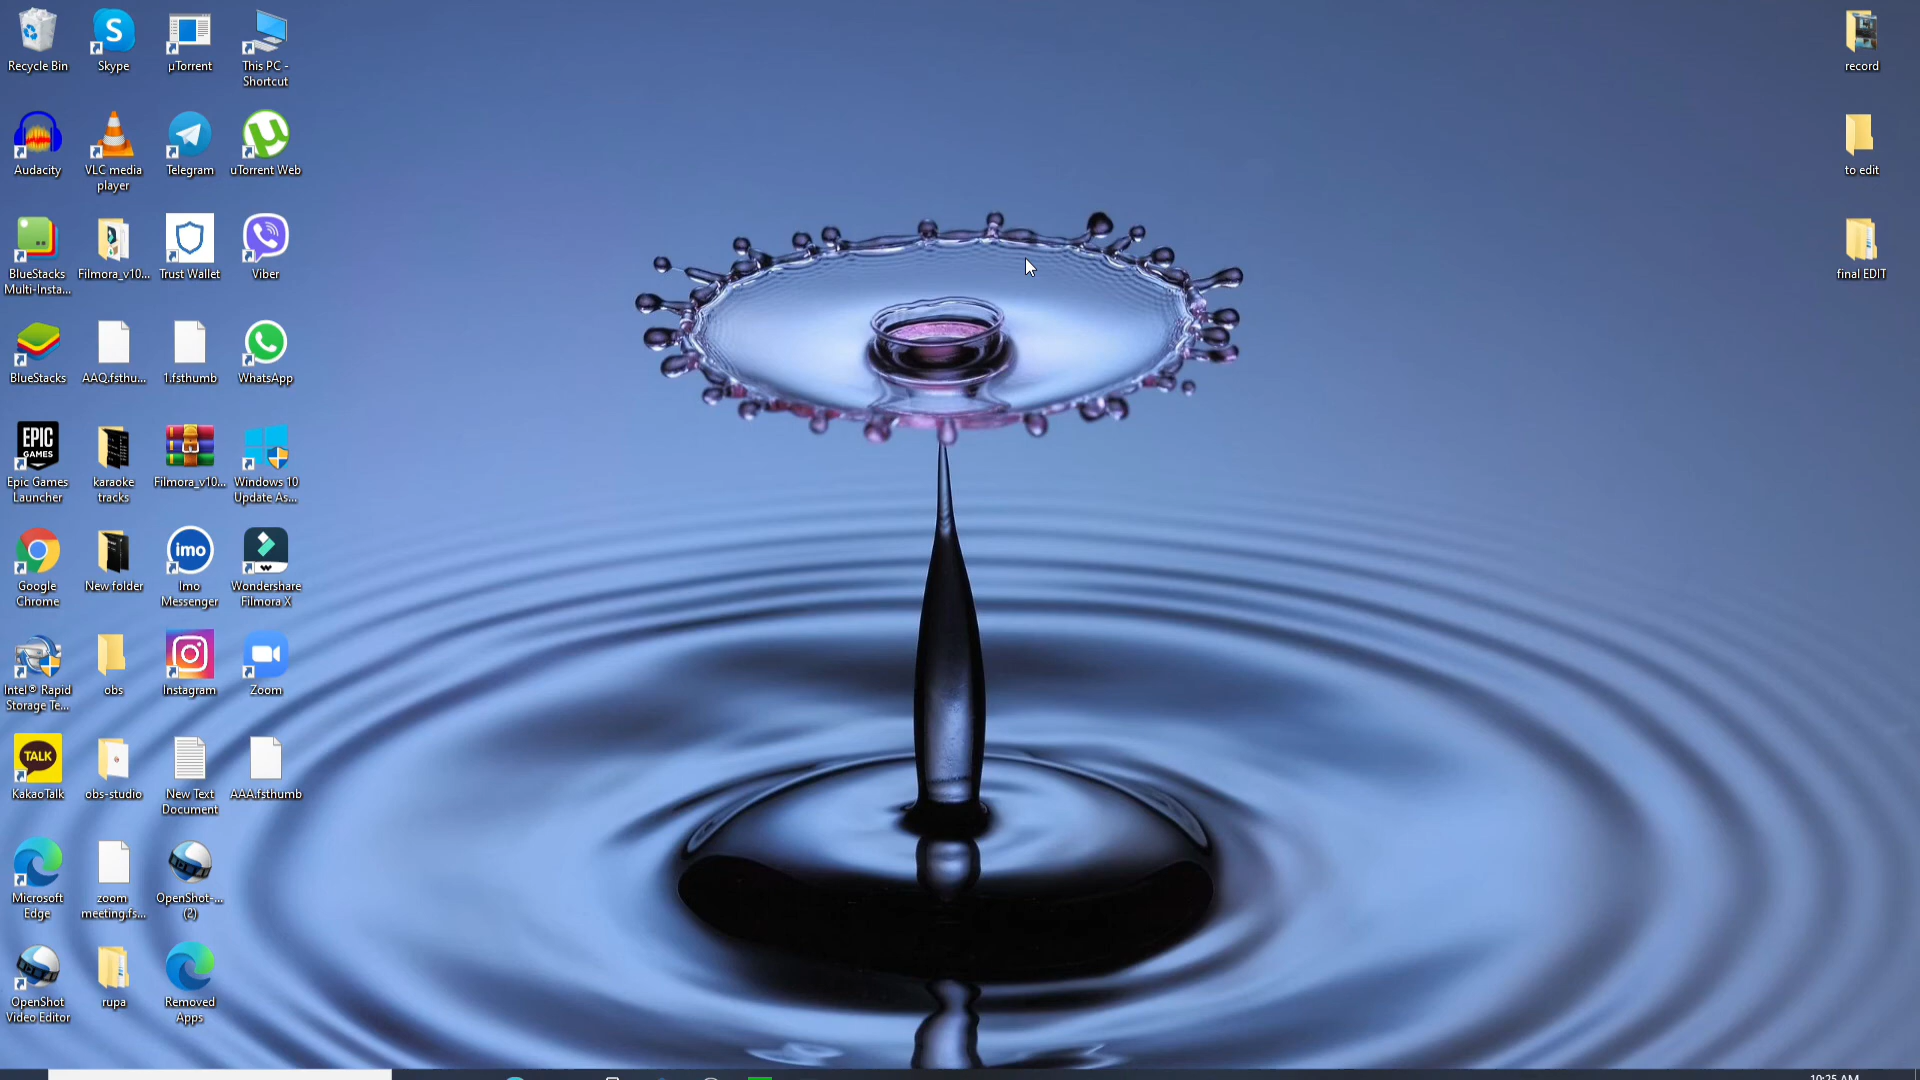 Recycle Bin
Skype
µTorrent
This PC -
Shortcut
record
Audacity
VLC media
player
Telegram
uTorrent Web
to edit
BlueStacks
Multi-Insta...
Filmora_v10...
Trust Wallet
Viber
final EDIT
BlueStacks
AAQ.fsthu...
1.fsthumb
WhatsApp
EPIC
GAMES
Epic Games
Launcher
karaoke
tracks
Filmora_v10...
Windows 10
Update As...
imo
Google
Chrome
New folder
Imo
Messenger
Wondershare
Filmora X
Intel® Rapid
Storage Te...
obs
Instagram
Zoom
TALK
KakaoTalk
obs-studio
New Text
Document
AAA.fsthumb
Microsoft
Edge
zoom
meeting.fs...
OpenShot-...
(2)
OpenShot
Video Editor
rupa
Removed
Apps
10:25 AM